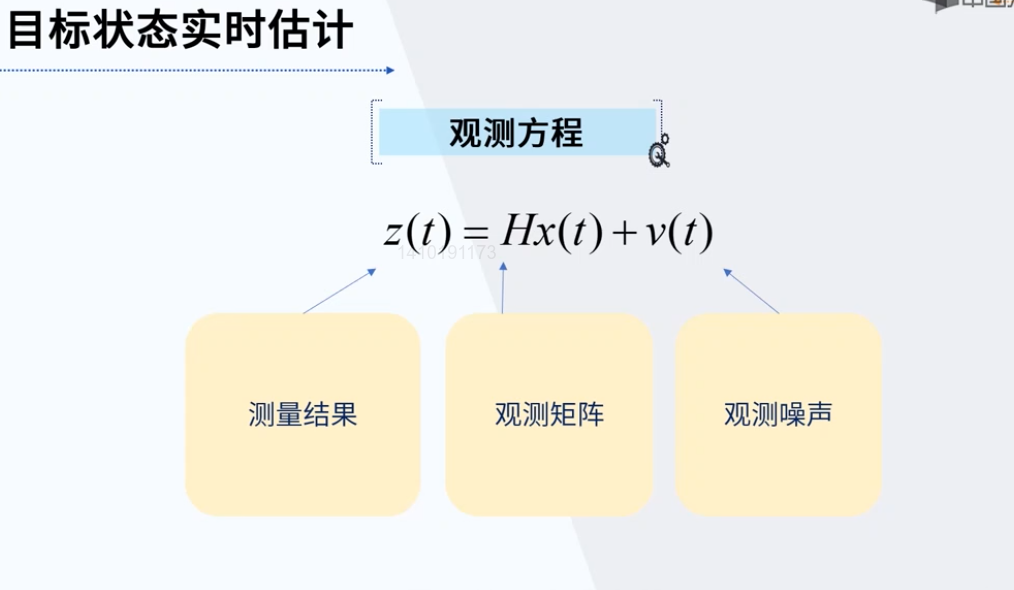 目标状态实时估计
观测方程
z(t) = Hx(t) + v(t)
1410191173
测量结果
观测矩阵
观测噪声